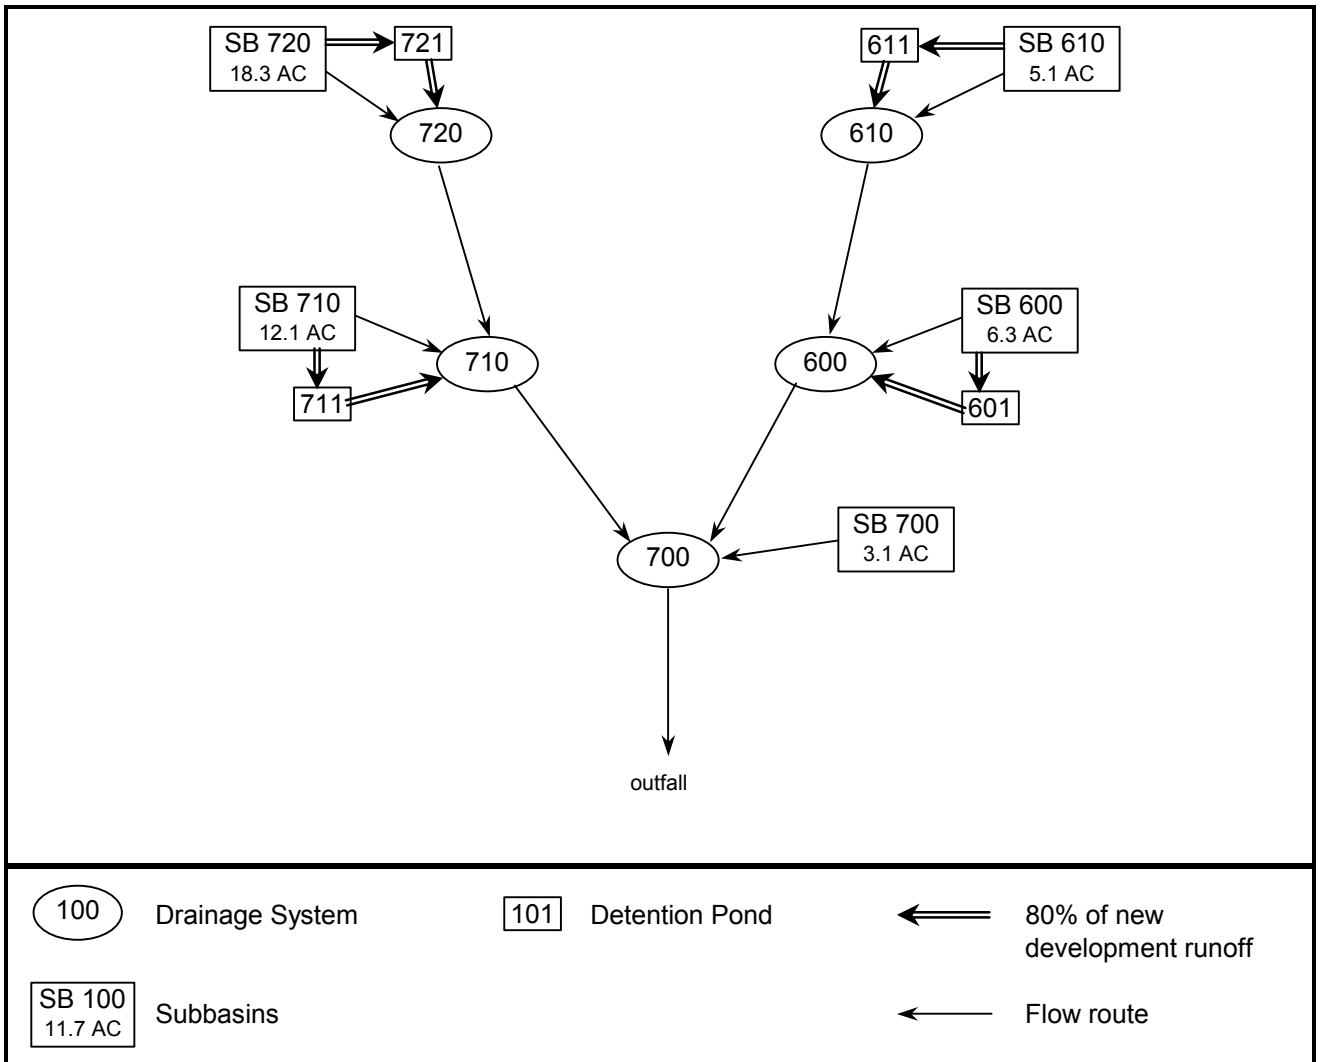 SB 720
18.3 AC
721
611
SB 610
5.1 AC
720
610
SB 710
12.1 AC
SB 600
6.3 AC
710
600
711
601
SB 700
3.1 AC
700
outfall
100
Drainage System
101
Detention Pond
80% of new
development runoff
SB 100
11.7 AC
Subbasins
Flow route